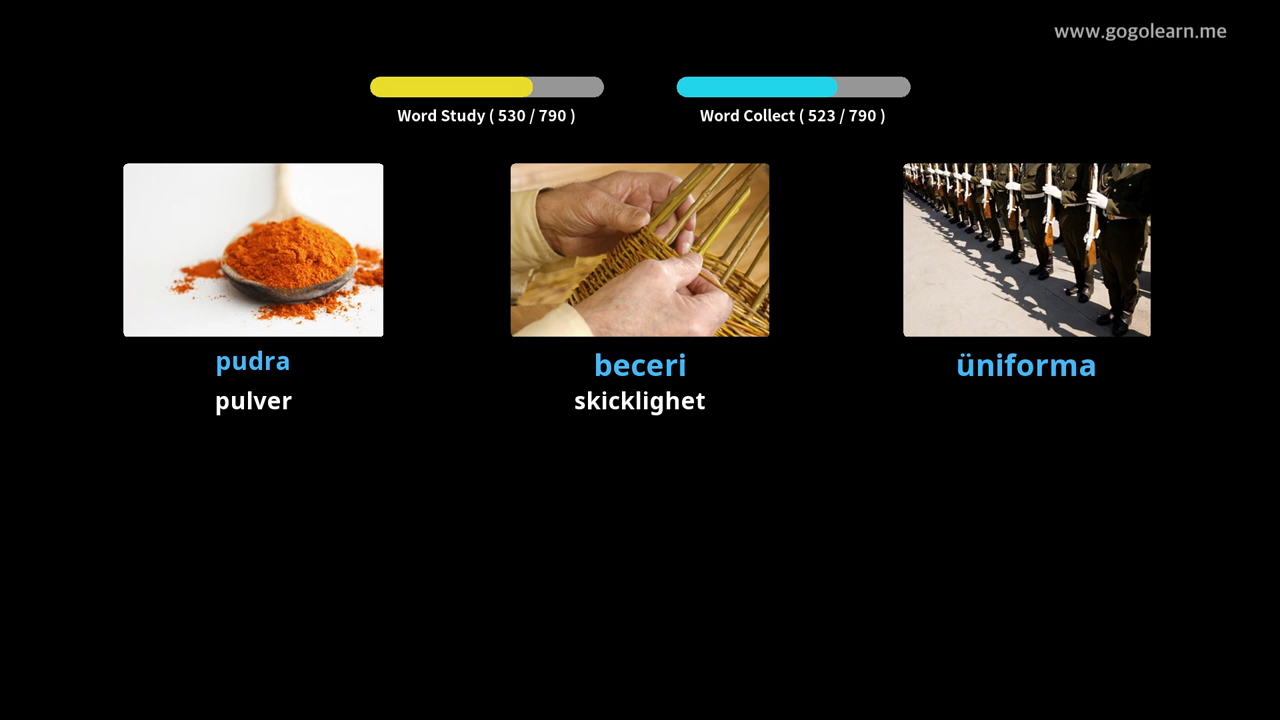 www.gogolearn.me
Word Study ( 530 / 790 )
Word Collect ( 523 / 790 )
pudra
pulver
beceri
skicklighet
üniforma